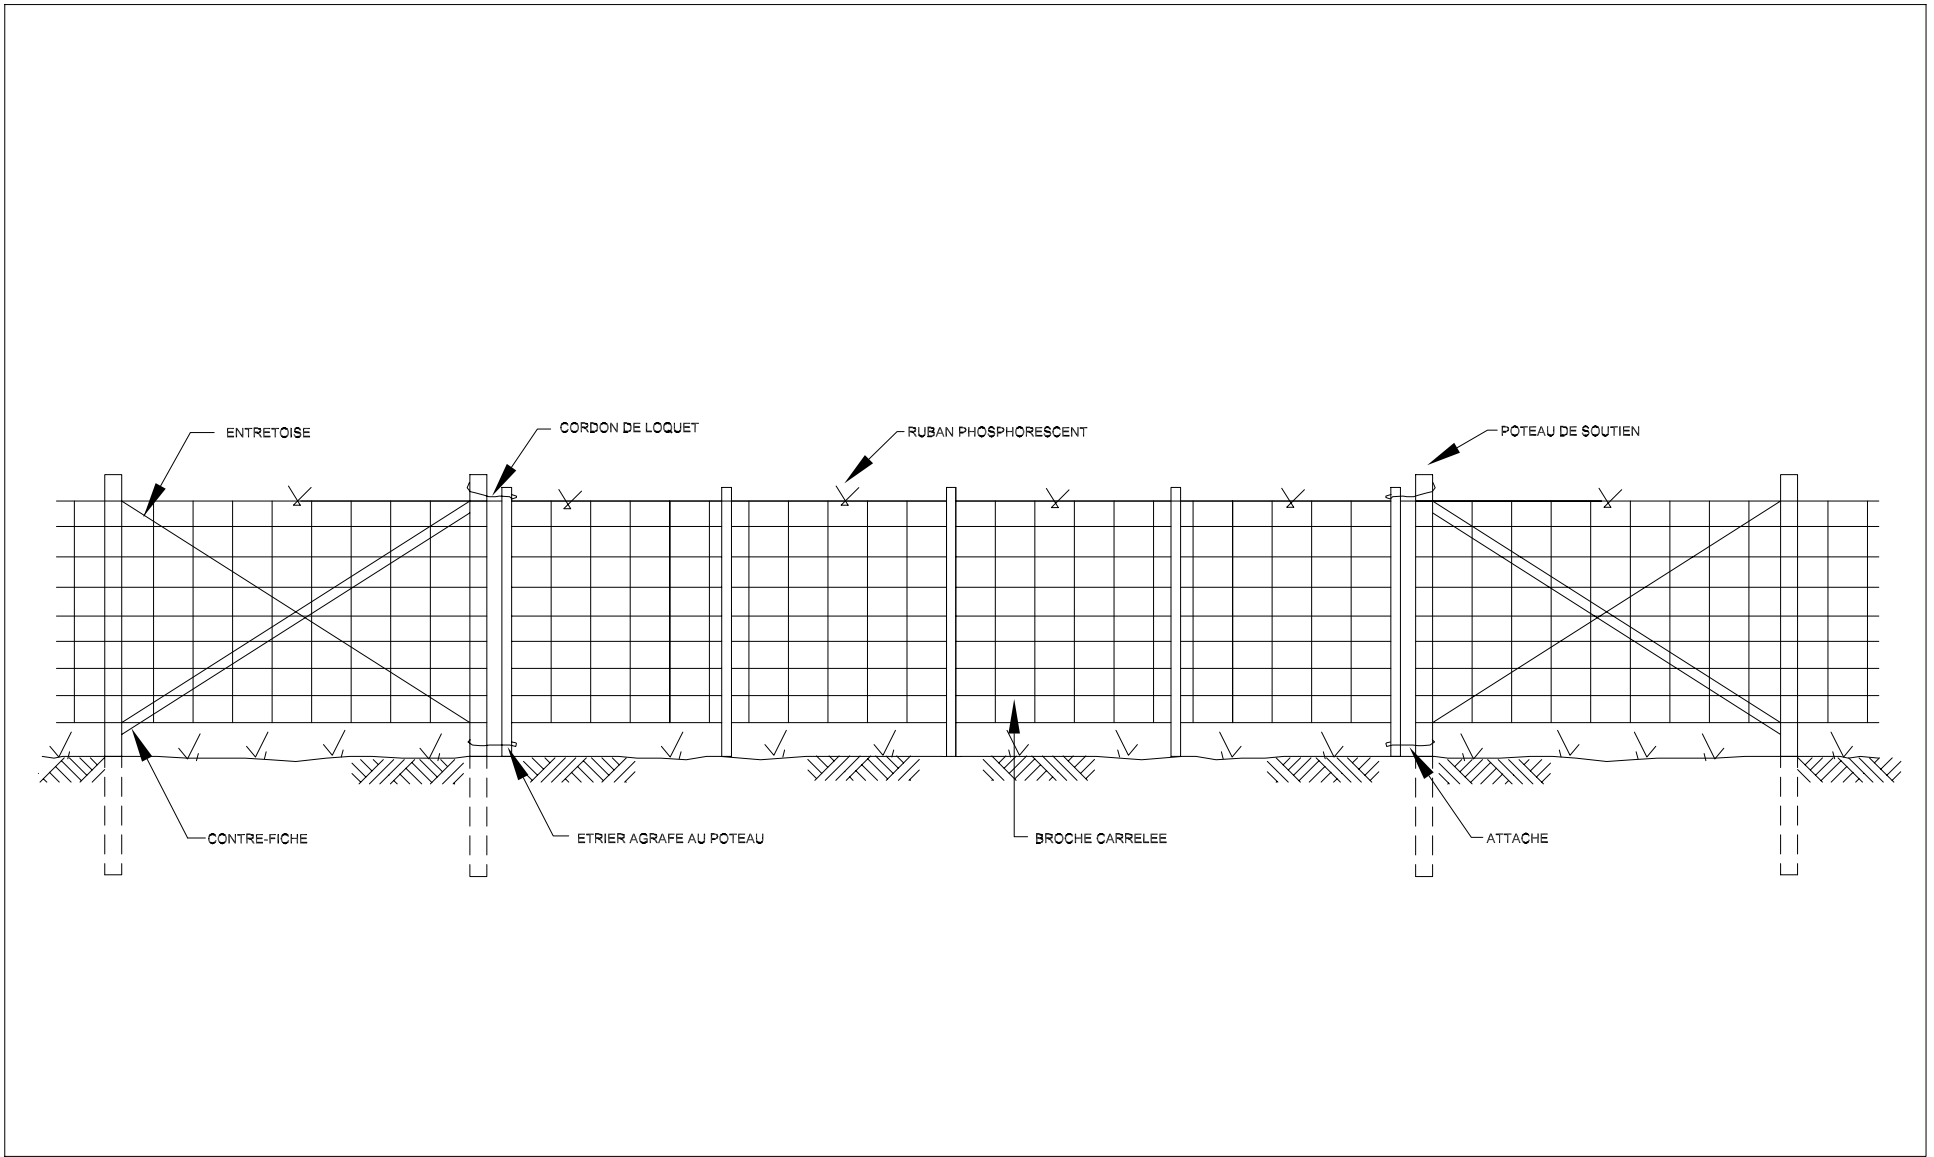 ENTRETOISE
CORDON DE LOQUET
RUBAN PHOSPHORESCENT
POTEAU DE SOUTIEN
CONTRE-FICHE
ETRIER AGRAFE AU POTEAU
BROCHE CARRELEE
ATTACHE